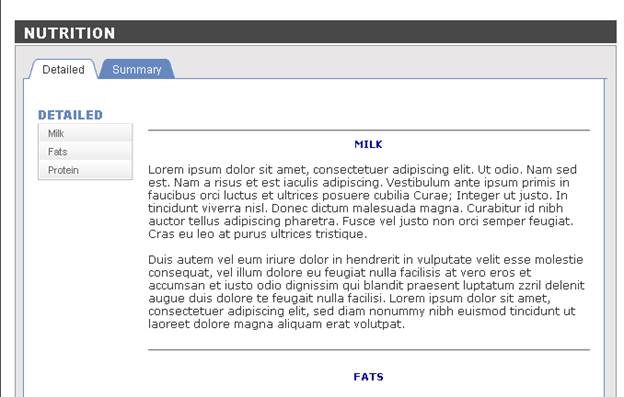 NUTRITION
Detailed Summary
DETAILED
Milk
Fats
Protein
MILK
Lorem ipsum dolor sit amet, consectetuer adipiscing elit. Ut odio. Nam sed
est. Nam a risus et est iaculis adipiscing. Vestibulum ante ipsum primis in
faucibus orci luctus et ultrices posuere cubilia Curae; Integer ut justo. In
tincidunt viverra nisl. Donec dictum malesuada magna. Curabitur id nibh
auctor tellus adipiscing pharetra. Fusce vel justo non orci semper feugiat.
Cras eu leo at purus ultrices tristique.
Duis autem vel eum iriure dolor in hendrerit in vulputate velit esse molestie
consequat, vel illum dolore eu feugiat nulla facilisis at vero eros et
accumsan et iusto odio dignissim qui blandit praesent luptatum zzril delenit
augue duis dolore te feugait nulla facilisi. Lorem ipsum dolor sit amet,
consectetuer adipiscing elit, sed diam nonummy nibh euismod tincidunt ut
laoreet dolore magna aliquam erat volutpat.
FATS